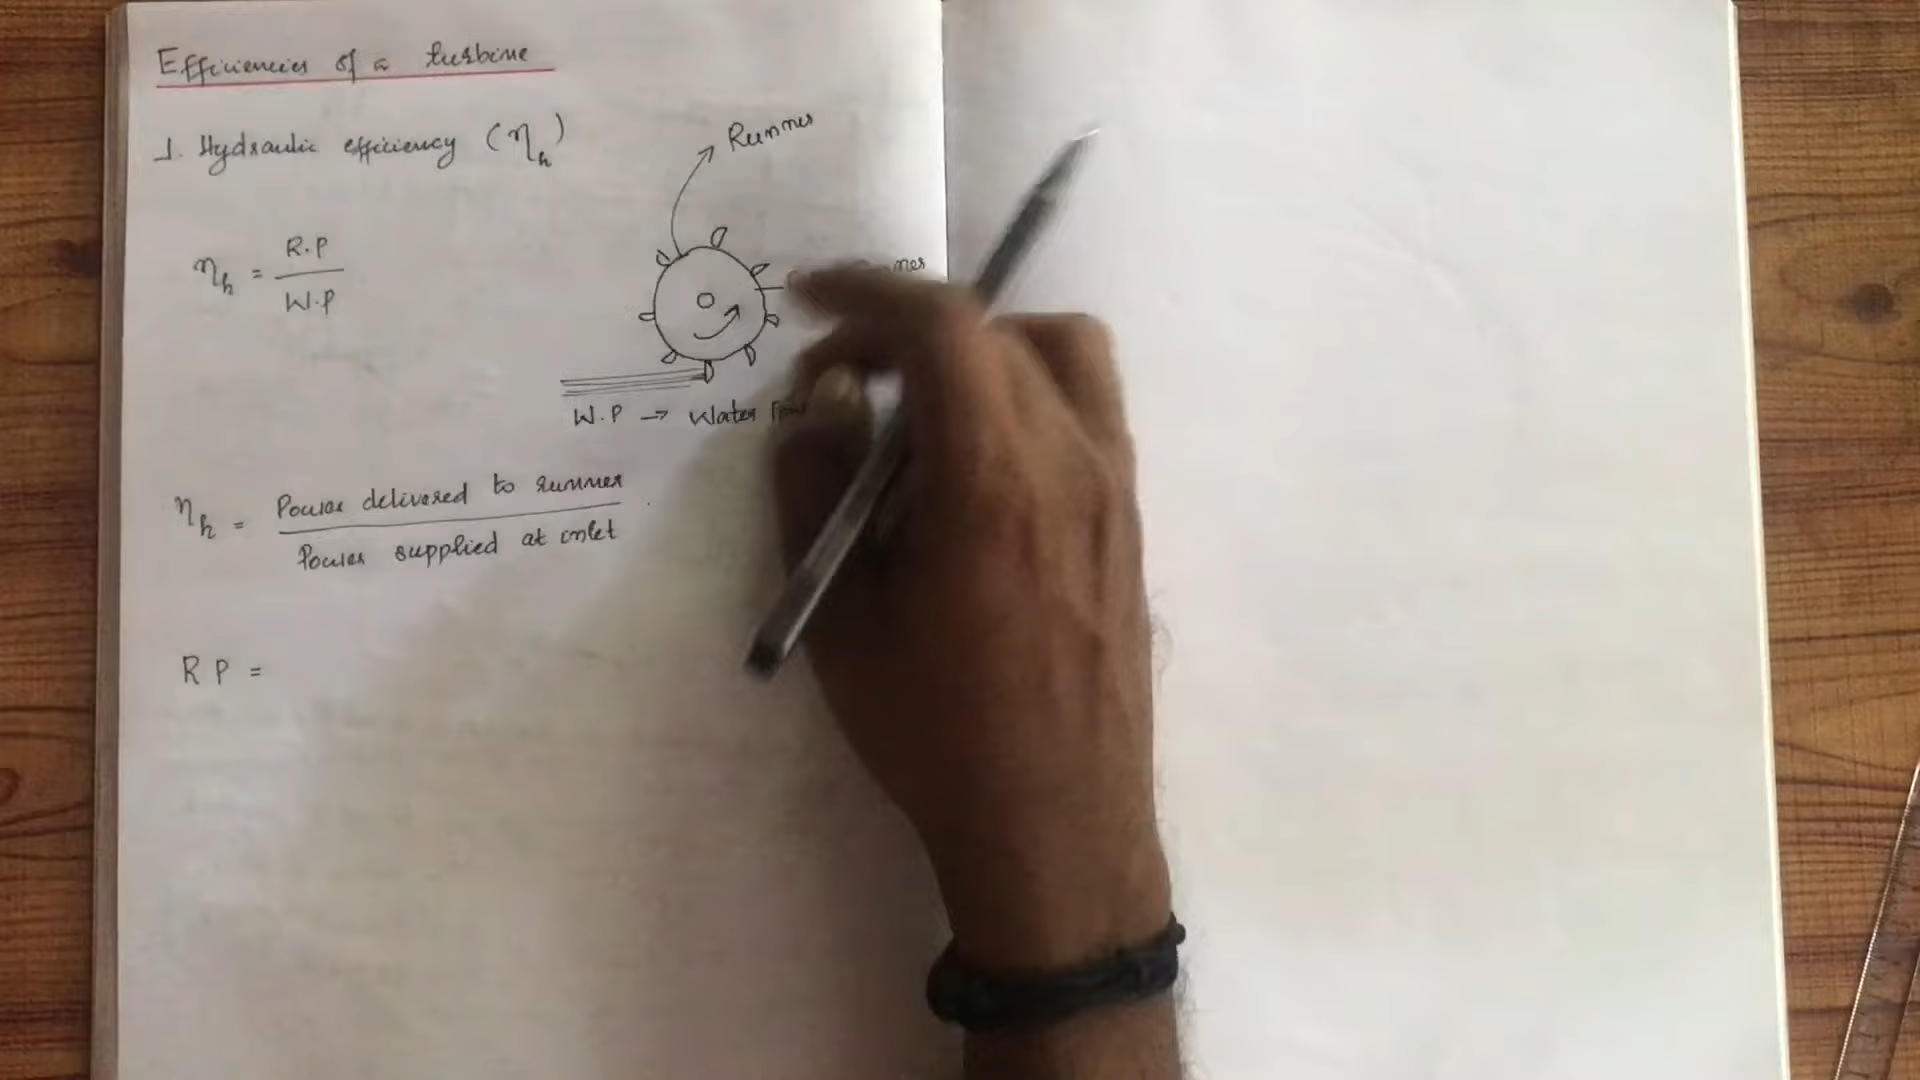 Efficiencies of a turbine
1. Hydraulic efficiency (ηh)
Runner
ηh = R.P / W.P
W.P → Water
ηh = Power delivered to runner / Power supplied at inlet
R P =